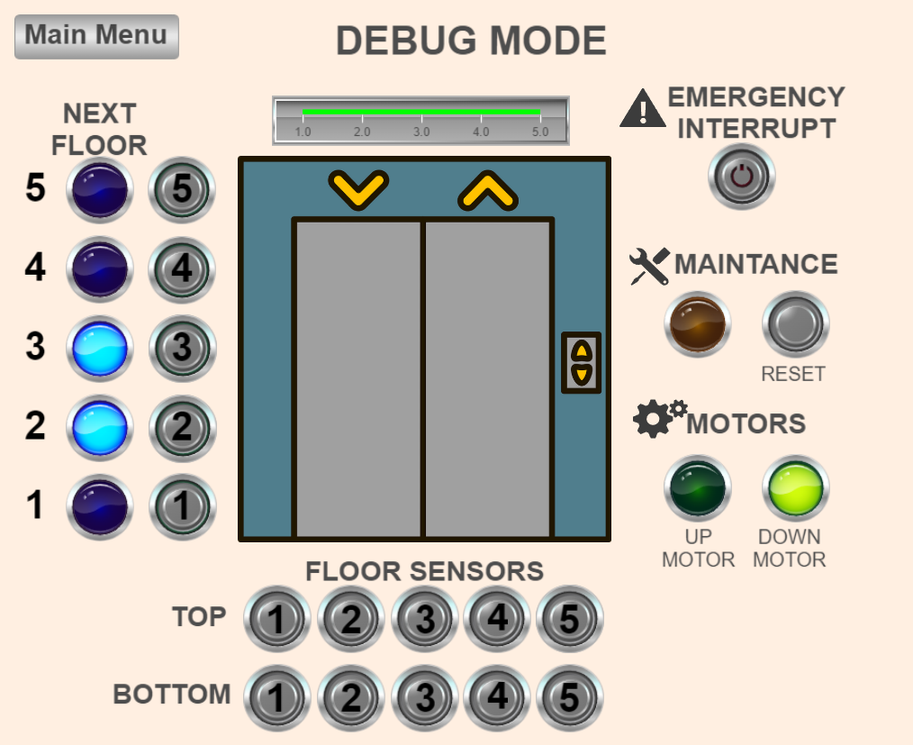 Main Menu
DEBUG MODE
NEXT
FLOOR
1.0 2.0 3.0 4.0 5.0
EMERGENCY
INTERRUPT
5 5
4 4
3 3
2 2
1 1
MAINTANCE
RESET
MOTORS
UP
MOTOR
DOWN
MOTOR
FLOOR SENSORS
TOP 1 2 3 4 5
BOTTOM 1 2 3 4 5